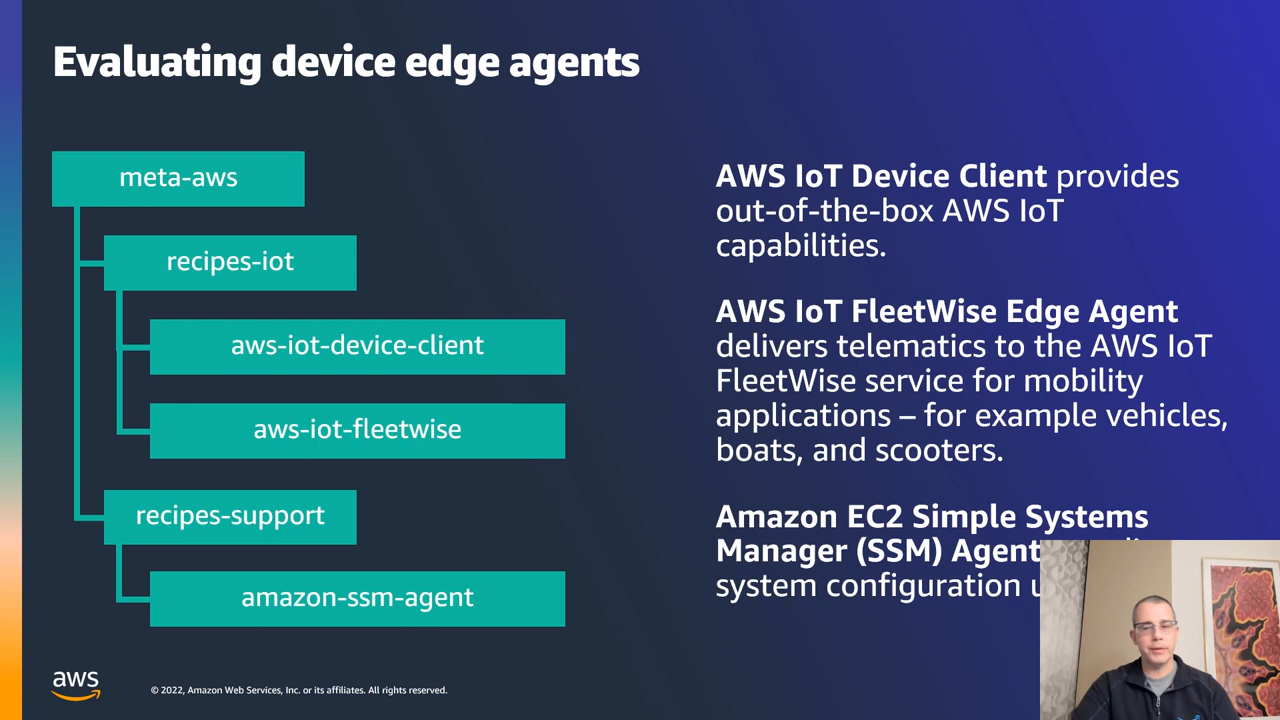 Evaluating device edge agents
meta-aws
recipes-iot
aws-iot-device-client
aws-iot-fleetwise
recipes-support
amazon-ssm-agent
AWS IoT Device Client provides
out-of-the-box AWS IoT
capabilities.
AWS IoT FleetWise Edge Agent
delivers telematics to the AWS IoT
FleetWise service for mobility
applications – for example vehicles,
boats, and scooters.
Amazon EC2 Simple Systems
Manager (SSM) Agent
system configuration
aws
© 2022, Amazon Web Services, Inc. or its affiliates. All rights reserved.